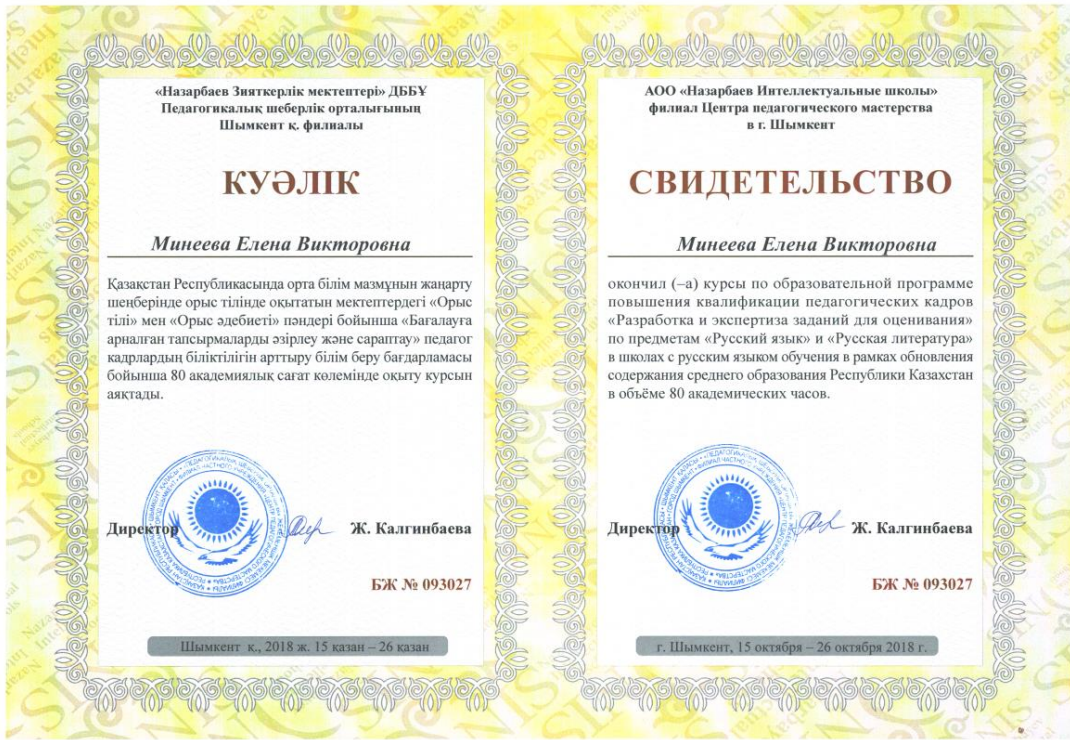 «Назарбаев Зияткерлік мектептері» ДББҰ
Педагогикалық шеберлік орталығының
Шымкент қ. филиалы
КУӘЛІК
Минеева Елена Викторовна
Қазақстан Республикасында орта білім мазмұнын жаңарту
шеңберінде орыс тілінде оқытатын мектептердегі «Орыс
тілі» мен «Орыс әдебиеті» пәндері бойынша «Бағалауға
арналған тапсырмаларды әзірлеу және сараптау» педагог
кадрлардың біліктілігін арттыру білім беру бағдарламасы
бойынша 80 академиялық сағат көлемінде оқыту курсын
аяқтады.
Директор Ж. Калгинбаева
БЖ № 093027
Шымкент қ., 2018 ж. 15 қазан – 26 қазан
АОО «Назарбаев Интеллектуальные школы»
филиал Центра педагогического мастерства
в г. Шымкент
СВИДЕТЕЛЬСТВО
Минеева Елена Викторовна
окончил (–а) курсы по образовательной программе
повышения квалификации педагогических кадров
«Разработка и экспертиза заданий для оценивания»
по предметам «Русский язык» и «Русская литература»
в школах с русским языком обучения в рамках обновления
содержания среднего образования Республики Казахстан
в объёме 80 академических часов.
Директор Ж. Калгинбаева
БЖ № 093027
г. Шымкент, 15 октября – 26 октября 2018 г.